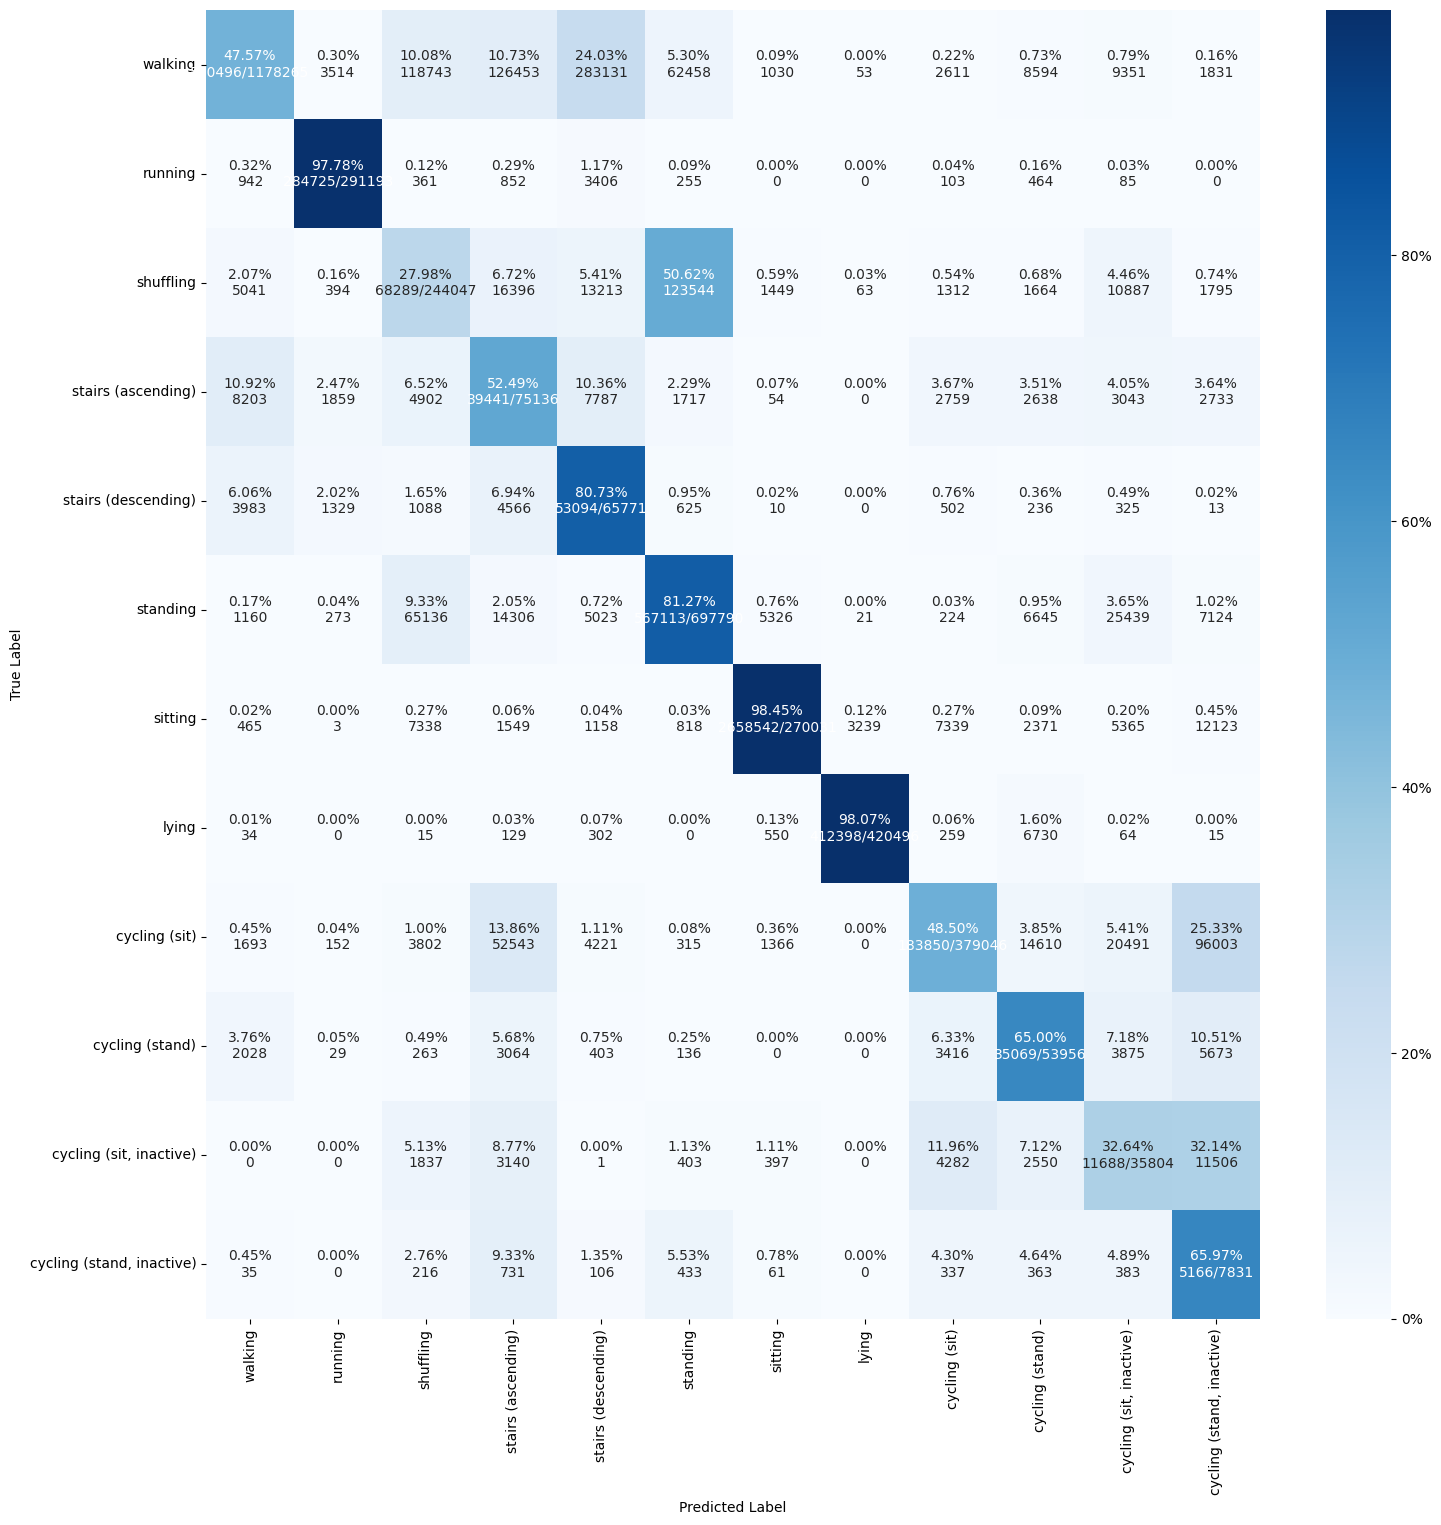 walking
47.57% 0.30% 10.08% 10.73% 24.03% 5.30% 0.09% 0.00% 0.22% 0.73% 0.79% 0.16%
3514 118743 126453 283131 62458 1030 53 2611 8594 9351 1831
running
0.32% 97.78% 0.12% 0.29% 1.17% 0.09% 0.00% 0.00% 0.04% 0.16% 0.03% 0.00%
942 361 852 3406 255 0 0 103 464 85 0
shuffling
2.07% 0.16% 27.98% 6.72% 5.41% 50.62% 0.59% 0.03% 0.54% 0.68% 4.46% 0.74%
5041 394 68289/244047 16396 13213 123544 1449 63 1312 1664 10887 1795
stairs (ascending)
10.92% 2.47% 6.52% 52.49% 10.36% 2.29% 0.07% 0.00% 3.67% 3.51% 4.05% 3.64%
8203 1859 4902 39441/75136 7787 1717 54 0 2759 2638 3043 2733
stairs (descending)
6.06% 2.02% 1.65% 6.94% 80.73% 0.95% 0.02% 0.00% 0.76% 0.36% 0.49% 0.02%
3983 1329 1088 4566 53094/65771 625 10 0 502 236 325 13
standing
0.17% 0.04% 9.33% 2.05% 0.72% 81.27% 0.76% 0.00% 0.03% 0.95% 3.65% 1.02%
1160 273 65136 14306 5023 5326 21 224 6645 25439 7124
sitting
0.02% 0.00% 0.27% 0.06% 0.04% 0.03% 98.45% 0.12% 0.27% 0.09% 0.20% 0.45%
465 3 7338 1549 1158 818 3239 7339 2371 5365 12123
lying
0.01% 0.00% 0.00% 0.03% 0.07% 0.00% 0.13% 98.07% 0.06% 1.60% 0.02% 0.00%
34 0 15 129 302 0 550 259 6730 64 15
cycling (sit)
0.45% 0.04% 1.00% 13.86% 1.11% 0.08% 0.36% 0.00% 48.50% 3.85% 5.41% 25.33%
1693 152 3802 52543 4221 315 1366 0 14610 20491 96003
cycling (stand)
3.76% 0.05% 0.49% 5.68% 0.75% 0.25% 0.00% 0.00% 6.33% 65.00% 7.18% 10.51%
2028 29 263 3064 403 136 0 0 3416 35069/53956 3875 5673
cycling (sit, inactive)
0.00% 0.00% 5.13% 8.77% 0.00% 1.13% 1.11% 0.00% 11.96% 7.12% 32.64% 32.14%
0 0 1837 3140 1 403 397 0 4282 2550 11688/35804 11506
cycling (stand, inactive)
0.45% 0.00% 2.76% 9.33% 1.35% 5.53% 0.78% 0.00% 4.30% 4.64% 4.89% 65.97%
35 0 216 731 106 433 61 0 337 363 383 5166/7831
True Label
walking
running
shuffling
stairs (ascending)
stairs (descending)
standing
sitting
lying
cycling (sit)
cycling (stand)
cycling (sit, inactive)
cycling (stand, inactive)
Predicted Label
80%
60%
40%
20%
0%